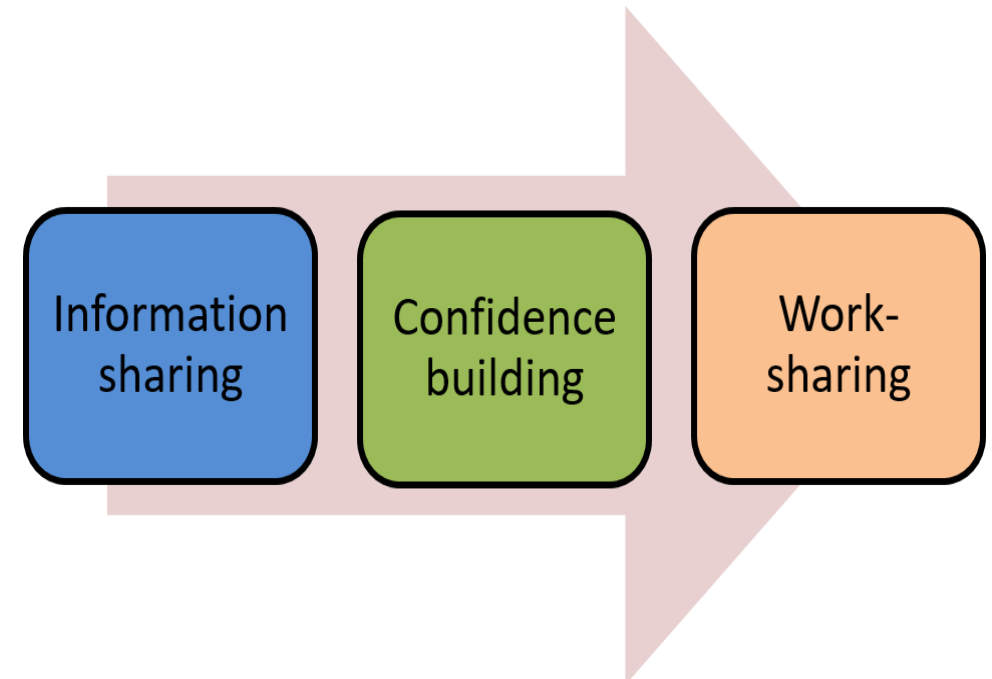 Information
sharing
Confidence
building
Work-
sharing